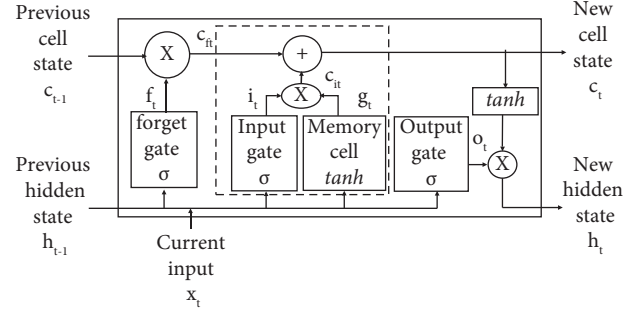 Previous
cell
state
c_{t-1}
X
c_{ft}
+
New
cell
state
c_t
f_t
i_t
X
c_{it}
g_t
tanh
forget
gate
σ
Input
gate
σ
Memory
cell
tanh
Output
gate
σ
o_t
X
Previous
hidden
state
h_{t-1}
New
hidden
state
h_t
Current
input
x_t